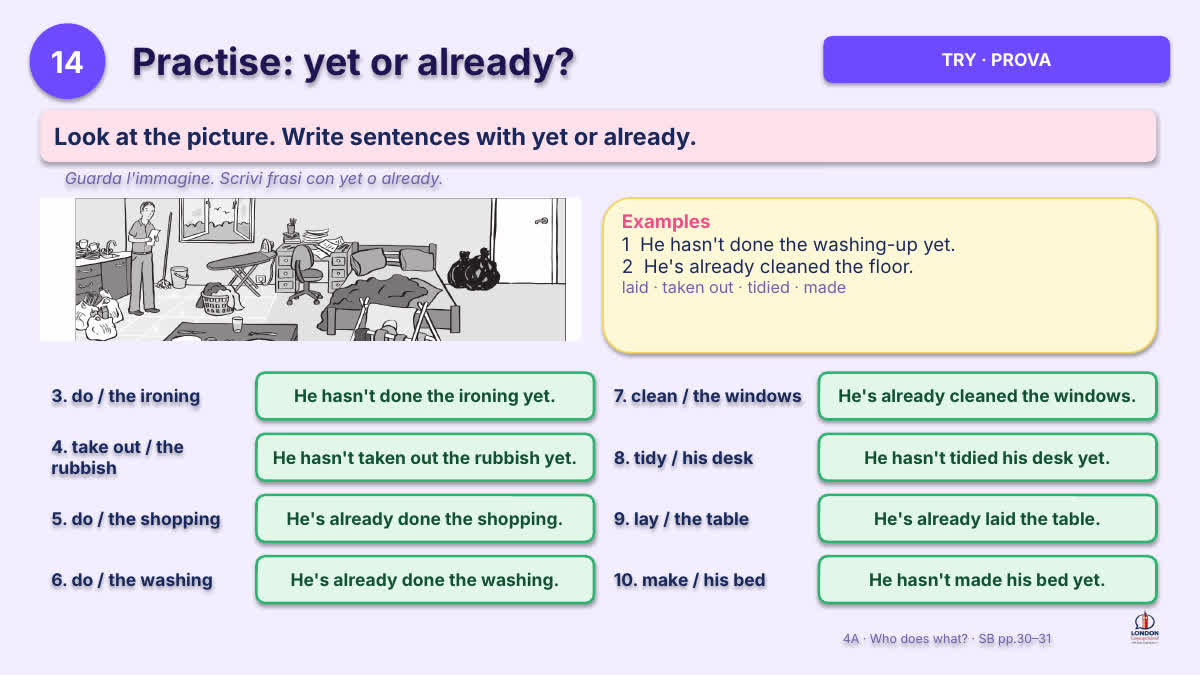 14
Practise: yet or already?
TRY · PROVA
Look at the picture. Write sentences with yet or already.
Guarda l'immagine. Scrivi frasi con yet o already.
Examples
1 He hasn't done the washing-up yet.
2 He's already cleaned the floor.
laid · taken out · tidied · made
3. do / the ironing
He hasn't done the ironing yet.
4. take out / the
rubbish
He hasn't taken out the rubbish yet.
5. do / the shopping
He's already done the shopping.
6. do / the washing
He's already done the washing.
7. clean / the windows
He's already cleaned the windows.
8. tidy / his desk
He hasn't tidied his desk yet.
9. lay / the table
He's already laid the table.
10. make / his bed
He hasn't made his bed yet.
4A · Who does what? · SB pp.30–31
LONDON